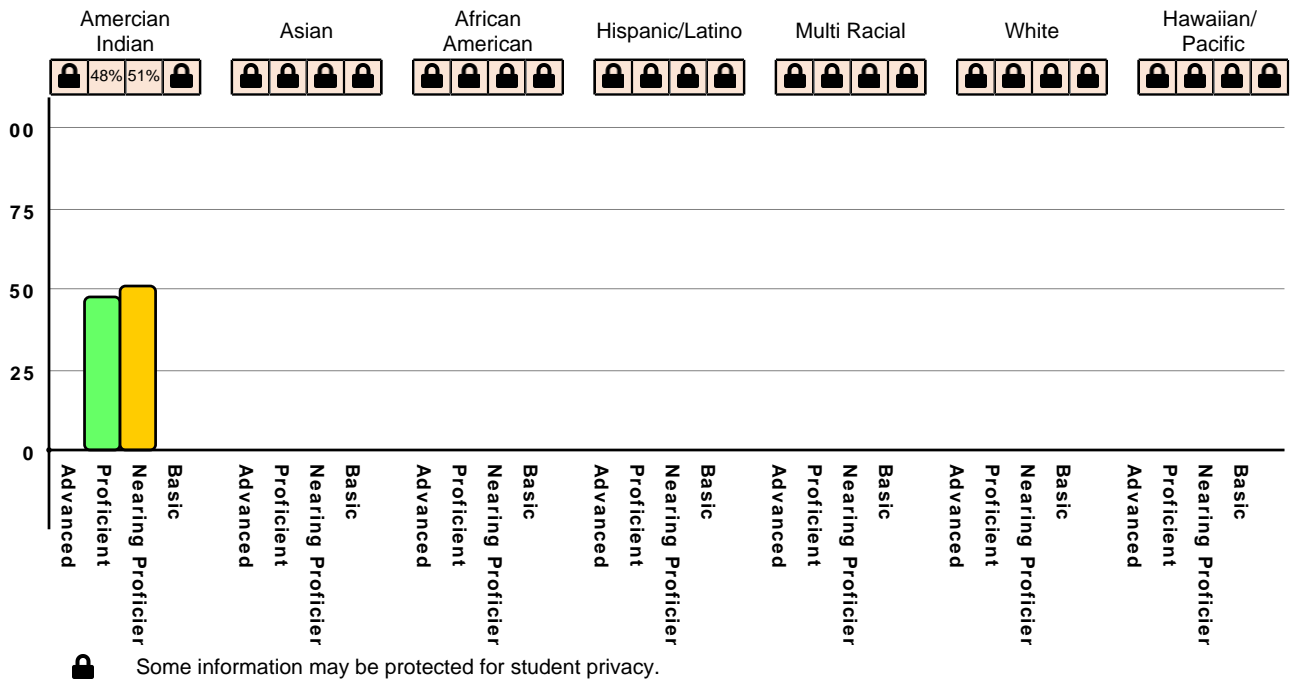 Amercian
Indian
Asian
African
American
Hispanic/Latino
Multi Racial
White
Hawaiian/
Pacific
48% 51%
00
75
50
25
0
Advanced
Proficient
Nearing Proficier
Basic
Advanced
Proficient
Nearing Proficier
Basic
Advanced
Proficient
Nearing Proficier
Basic
Advanced
Proficient
Nearing Proficier
Basic
Advanced
Proficient
Nearing Proficier
Basic
Advanced
Proficient
Nearing Proficier
Basic
Advanced
Proficient
Nearing Proficier
Basic
Some information may be protected for student privacy.